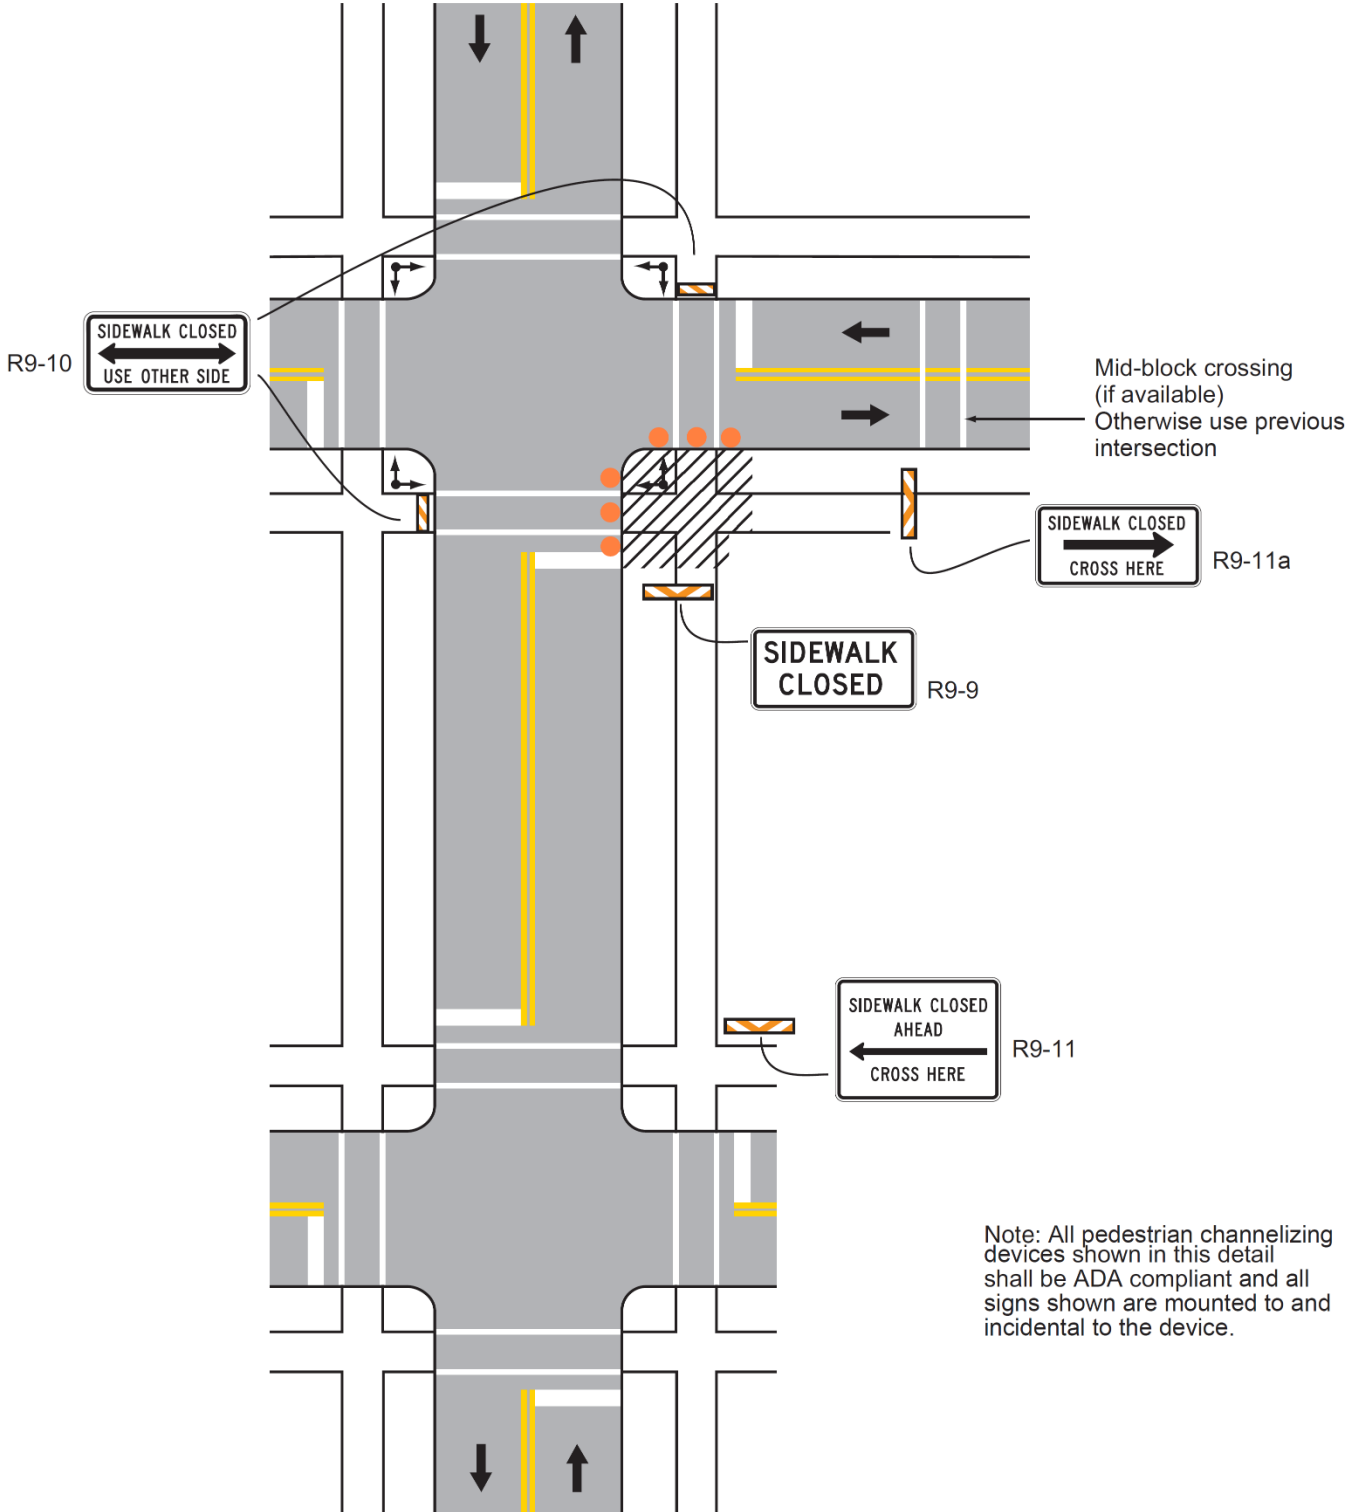 R9-10
SIDEWALK CLOSED
USE OTHER SIDE
Mid-block crossing
(if available)
Otherwise use previous
intersection
SIDEWALK CLOSED
CROSS HERE
R9-11a
SIDEWALK
CLOSED
R9-9
SIDEWALK CLOSED
AHEAD
CROSS HERE
R9-11
Note: All pedestrian channelizing
devices shown in this detail
shall be ADA compliant and all
signs shown are mounted to and
incidental to the device.